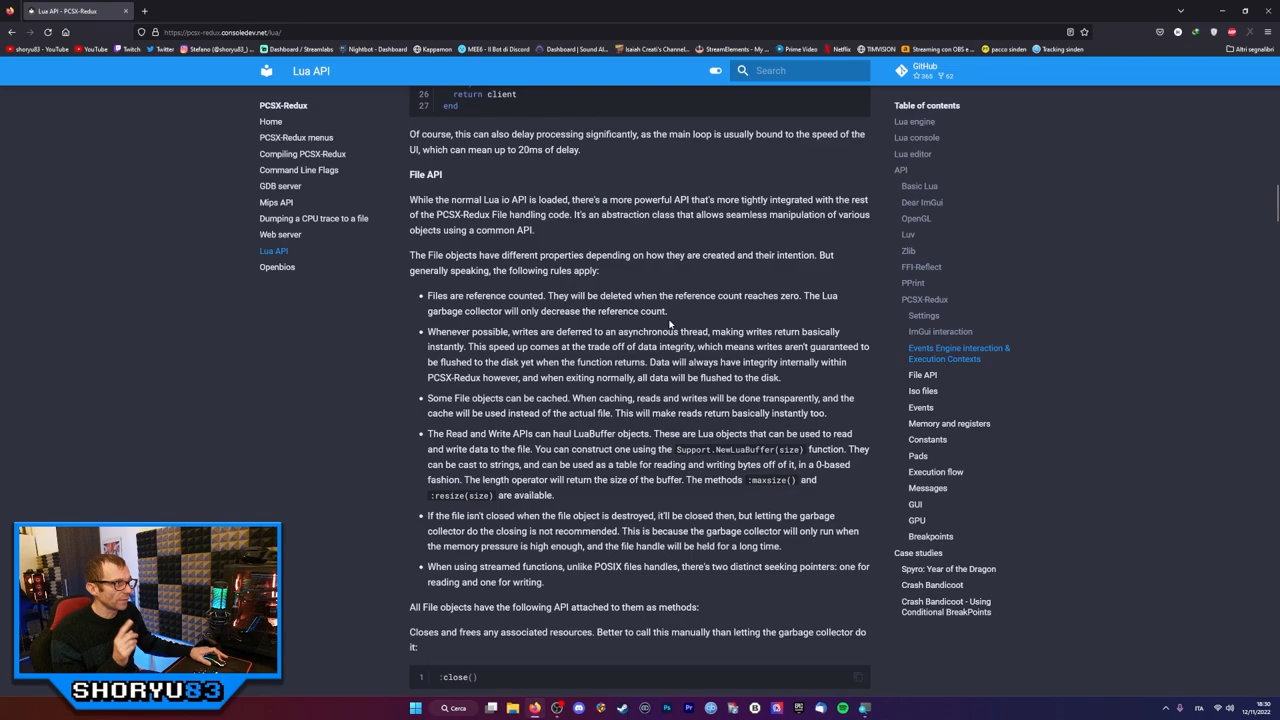 Lua API - PCSX-Redux
https://pcsx-redux.consoledev.net/lua/
shoryu83 - YouTube
YouTube
Twitch
Twitter
Stefano (@shoryu83_)...
Dashboard / Streamlabs
Nightbot - Dashboard
Kappamon
MEE6 - Il Bot di Discord
Dashboard | Sound Al...
Isaiah Creati's Channel...
StreamElements - My ...
Prime Video
Netflix
TIMVISION
Streaming con OBS e ...
pacco sinden
Tracking sinden
Altri segnalibri
Lua API
Search
GitHub
365 62
PCSX-Redux
Home
PCSX-Redux menus
Compiling PCSX-Redux
Command Line Flags
GDB server
Mips API
Dumping a CPU trace to a file
Web server
Lua API
Openbios
26 return client
27 end
Of course, this can also delay processing significantly, as the main loop is usually bound to the speed of the
UI, which can mean up to 20ms of delay.
File API
While the normal Lua io API is loaded, there's a more powerful API that's more tightly integrated with the rest
of the PCSX-Redux File handling code. It's an abstraction class that allows seamless manipulation of various
objects using a common API.
The File objects have different properties depending on how they are created and their intention. But
generally speaking, the following rules apply:
• Files are reference counted. They will be deleted when the reference count reaches zero. The Lua
garbage collector will only decrease the reference count.
• Whenever possible, writes are deferred to an asynchronous thread, making writes return basically
instantly. This speed up comes at the trade off of data integrity, which means writes aren't guaranteed to
be flushed to the disk yet when the function returns. Data will always have integrity internally within
PCSX-Redux however, and when exiting normally, all data will be flushed to the disk.
• Some File objects can be cached. When caching, reads and writes will be done transparently, and the
cache will be used instead of the actual file. This will make reads return basically instantly too.
• The Read and Write APIs can haul LuaBuffer objects. These are Lua objects that can be used to read
and write data to the file. You can construct one using the Support.NewLuaBuffer(size) function. They
can be cast to strings, and can be used as a table for reading and writing bytes off of it, in a 0-based
fashion. The length operator will return the size of the buffer. The methods :maxsize() and
:resize(size) are available.
• If the file isn't closed when the file object is destroyed, it'll be closed then, but letting the garbage
collector do the closing is not recommended. This is because the garbage collector will only run when
the memory pressure is high enough, and the file handle will be held for a long time.
• When using streamed functions, unlike POSIX files handles, there's two distinct seeking pointers: one for
reading and one for writing.
All File objects have the following API attached to them as methods:
Closes and frees any associated resources. Better to call this manually than letting the garbage collector do
it:
1 :close()
Table of contents
Lua engine
Lua console
Lua editor
API
Basic Lua
Dear ImGui
OpenGL
Luv
Zlib
FFI-Reflect
PPrint
PCSX-Redux
Settings
ImGui interaction
Events Engine interaction &
Execution Contexts
File API
Iso files
Events
Memory and registers
Constants
Pads
Execution flow
Messages
GUI
GPU
Breakpoints
Case studies
Spyro: Year of the Dragon
Crash Bandicoot
Crash Bandicoot - Using
Conditional BreakPoints
SHORYU83
Cerca
ITA
18:30
12/11/2022